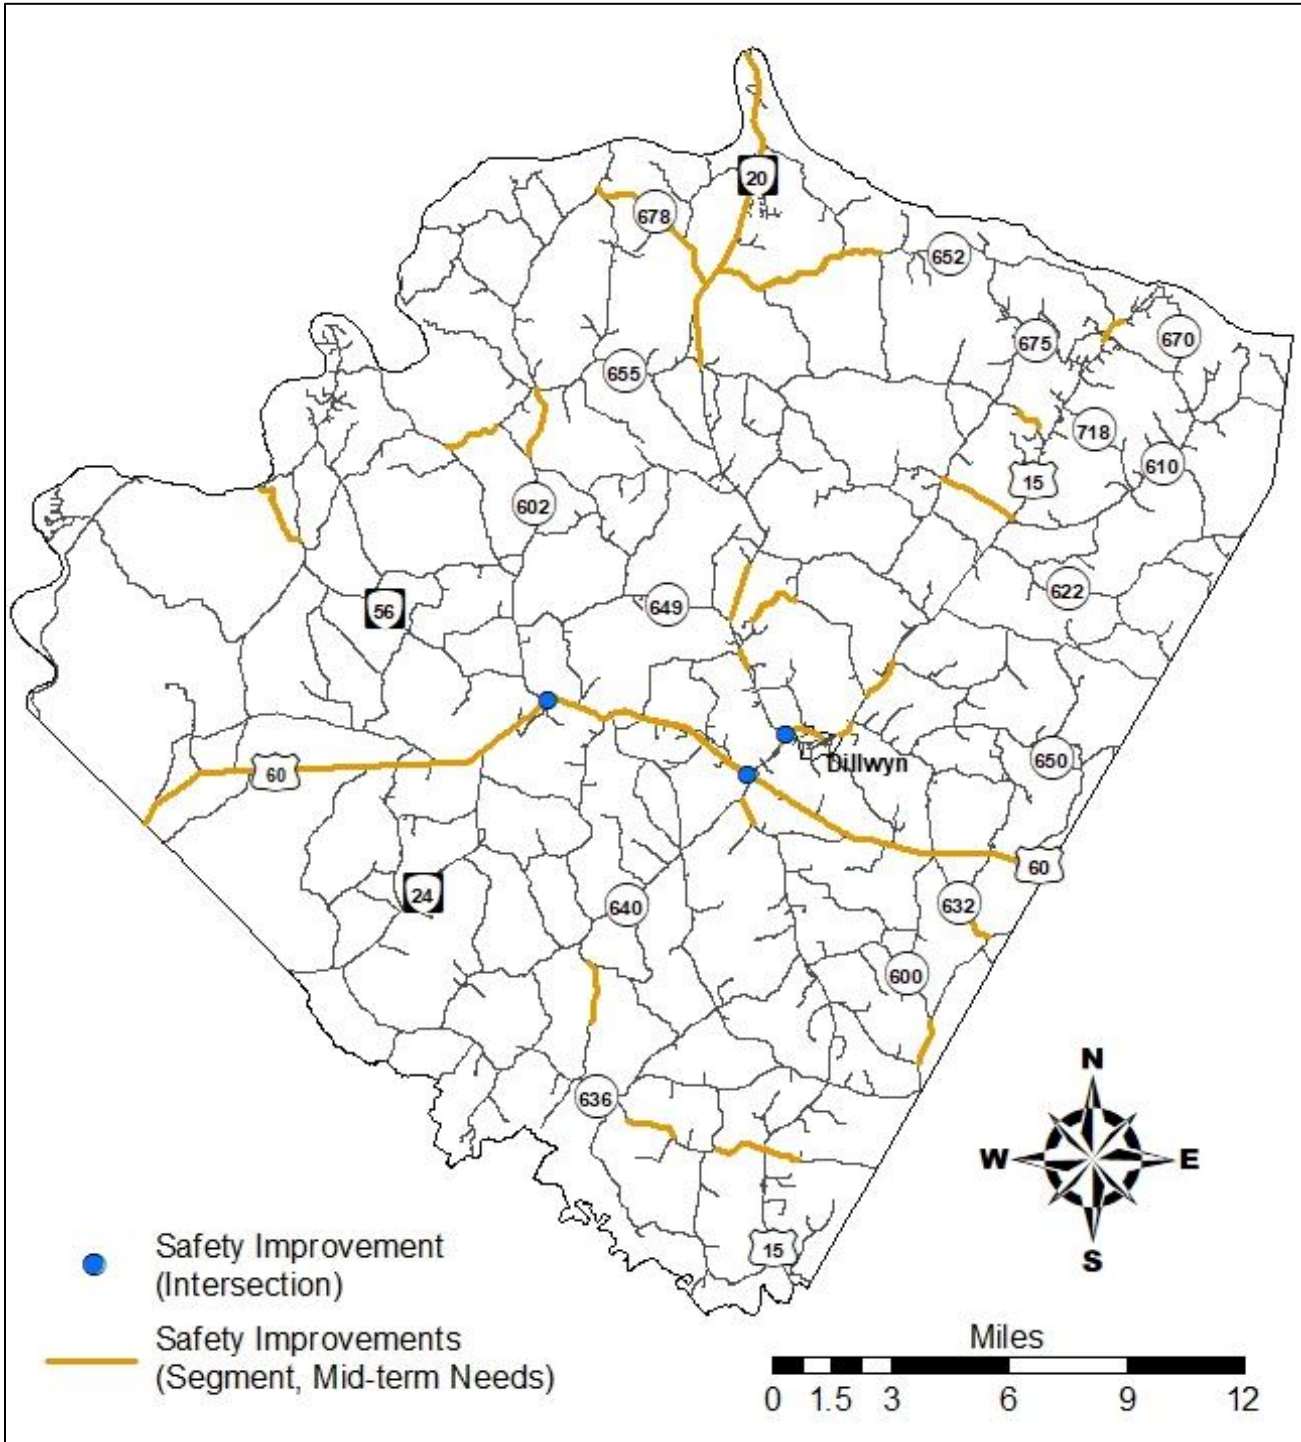 20
678
652
675
670
655
718
610
15
602
56
649
622
Dillwyn
650
60
60
24
640
632
600
636
15
N
W
E
S
Safety Improvement
(Intersection)
Safety Improvements
(Segment, Mid-term Needs)
Miles
0 1.5 3 6 9 12